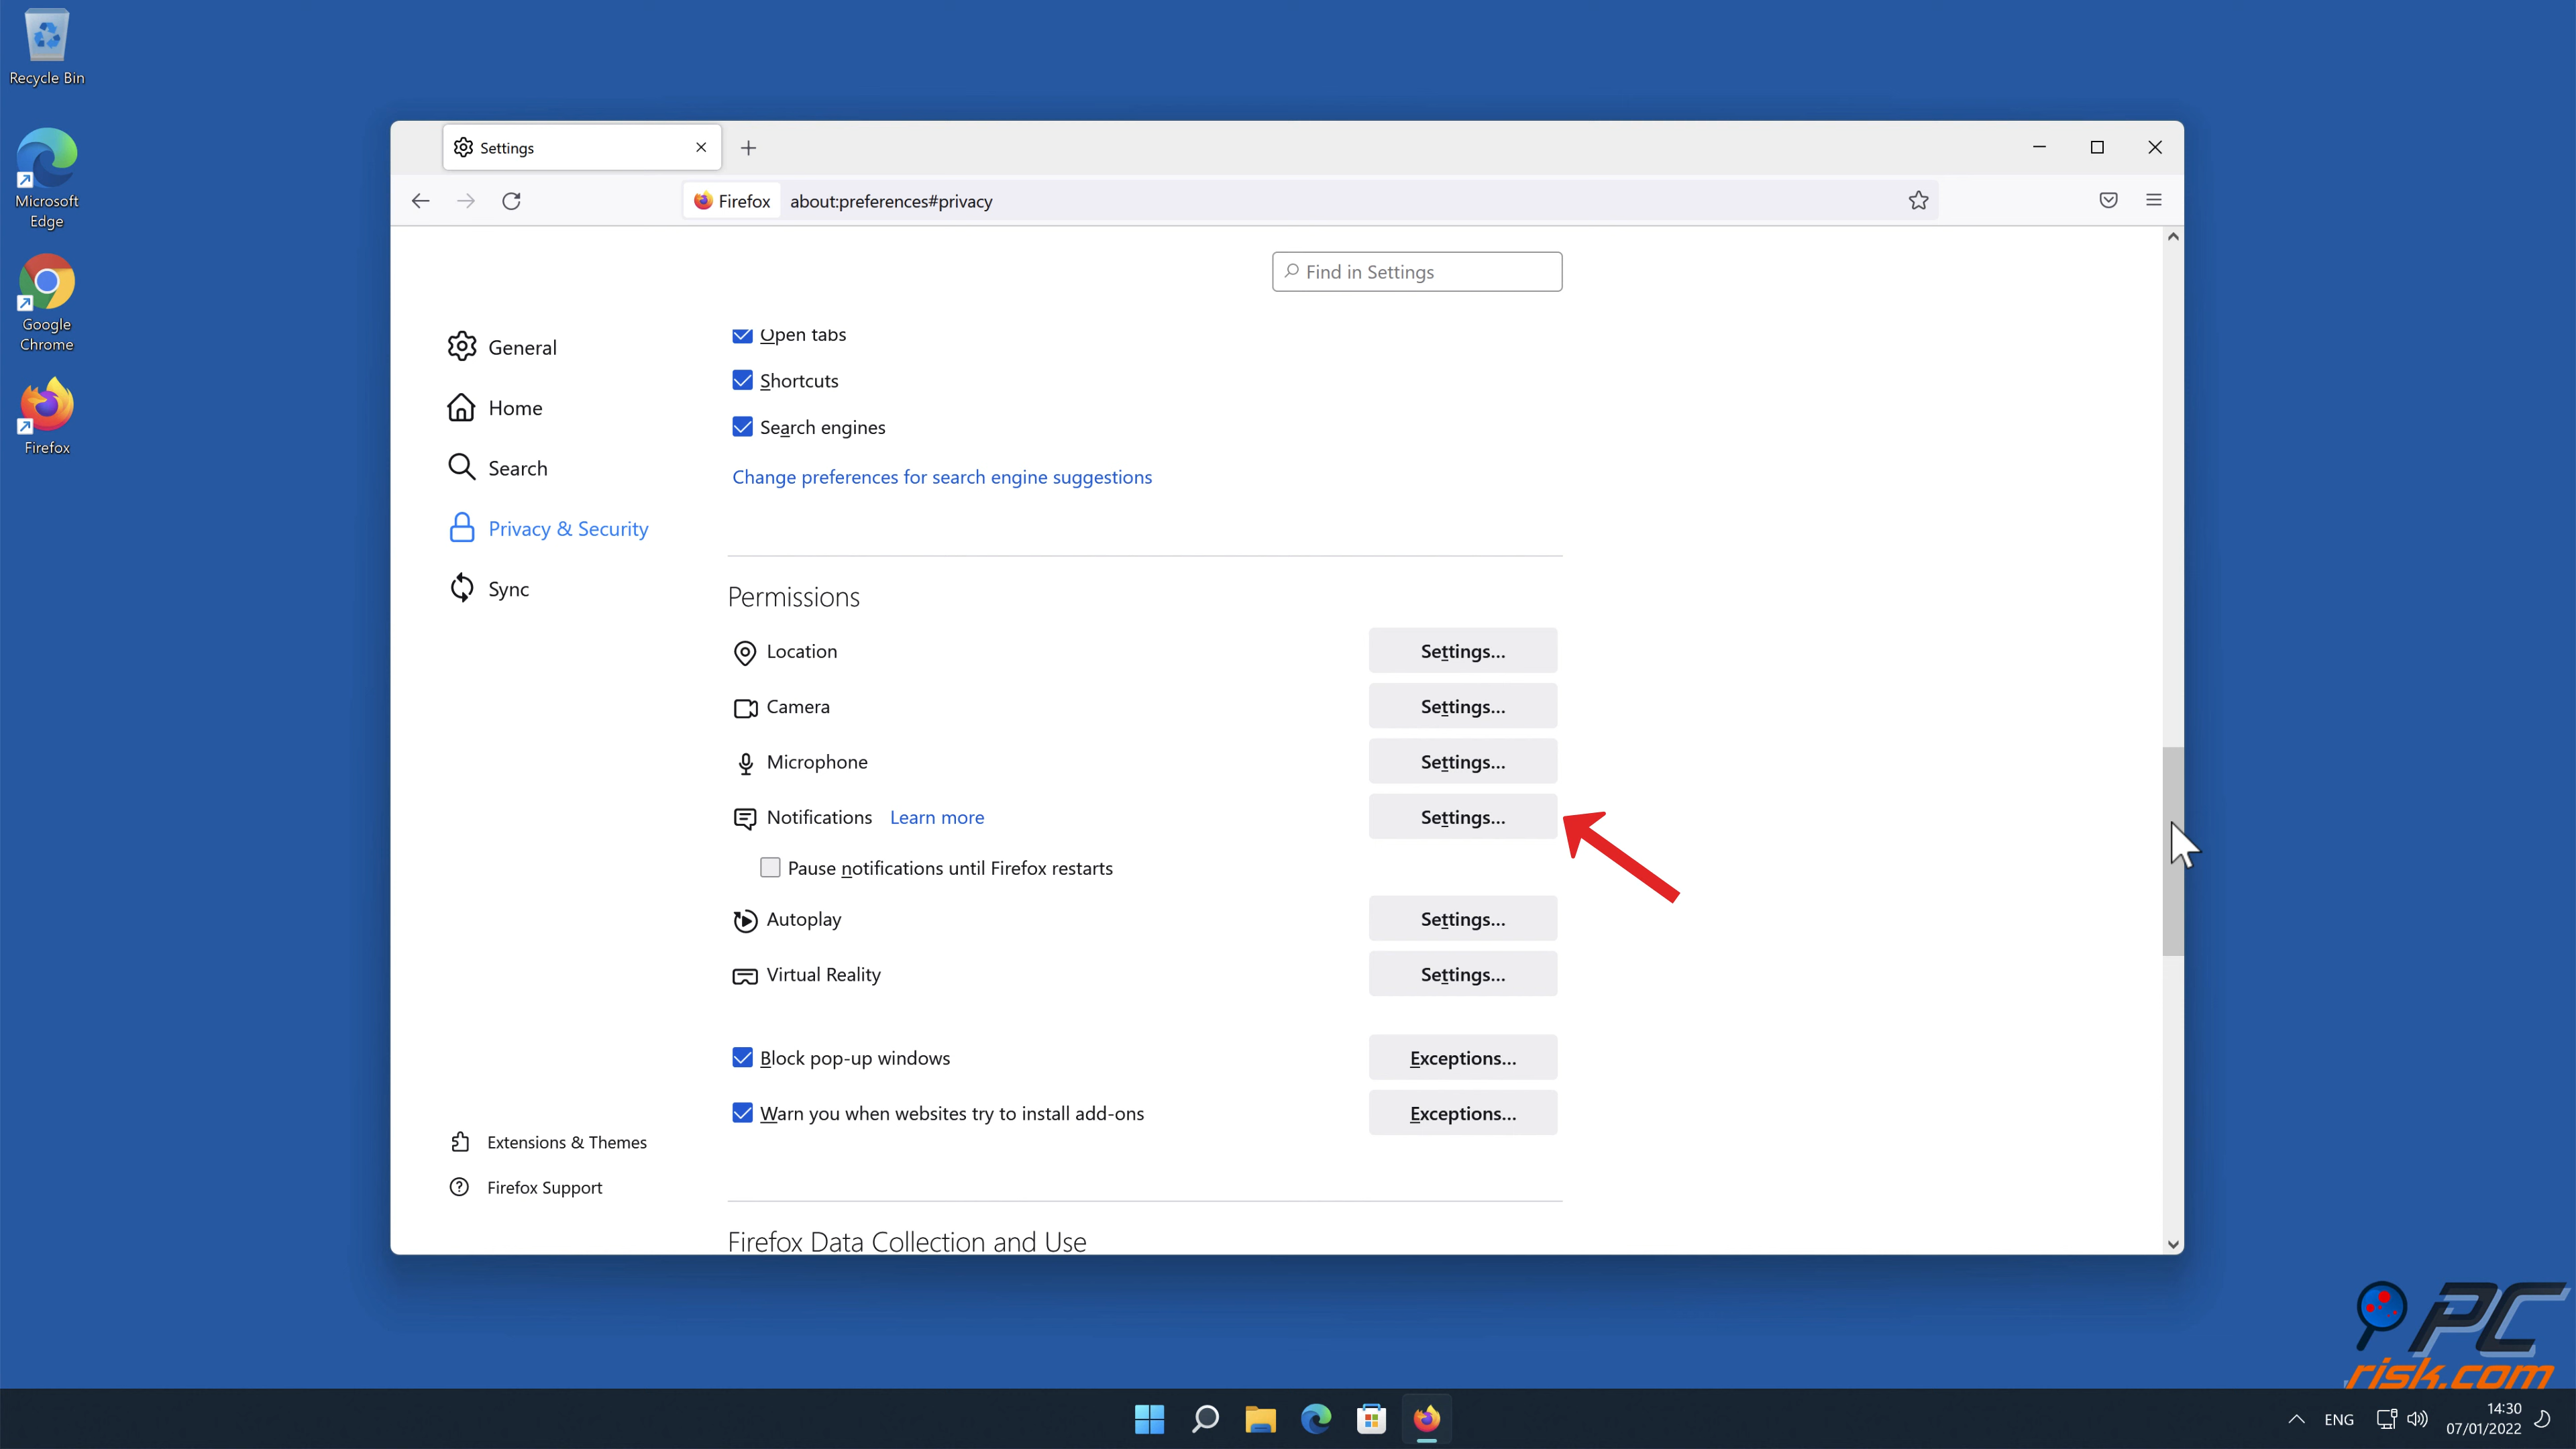 Recycle Bin
Microsoft
Edge
Google
Chrome
Firefox
Settings
Firefox
about:preferences#privacy
Find in Settings
General
Home
Search
Privacy & Security
Sync
Extensions & Themes
Firefox Support
Open tabs
Shortcuts
Search engines
Change preferences for search engine suggestions
Permissions
Location Settings...
Camera Settings...
Microphone Settings...
Notifications Learn more Settings...
Pause notifications until Firefox restarts
Autoplay Settings...
Virtual Reality Settings...
Block pop-up windows Exceptions...
Warn you when websites try to install add-ons Exceptions...
Firefox Data Collection and Use
PC
risk.com
ENG
14:30
07/01/2022